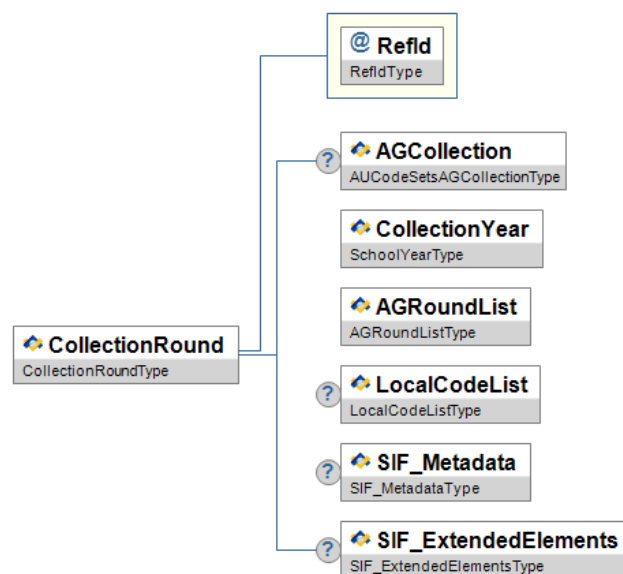 @ RefId
RefIdType
? AGCollection
AUCodeSetsAGCollectionType
CollectionYear
SchoolYearType
AGRoundList
AGRoundListType
CollectionRound
CollectionRoundType
? LocalCodeList
LocalCodeListType
? SIF_Metadata
SIF_MetadataType
? SIF_ExtendedElements
SIF_ExtendedElementsType